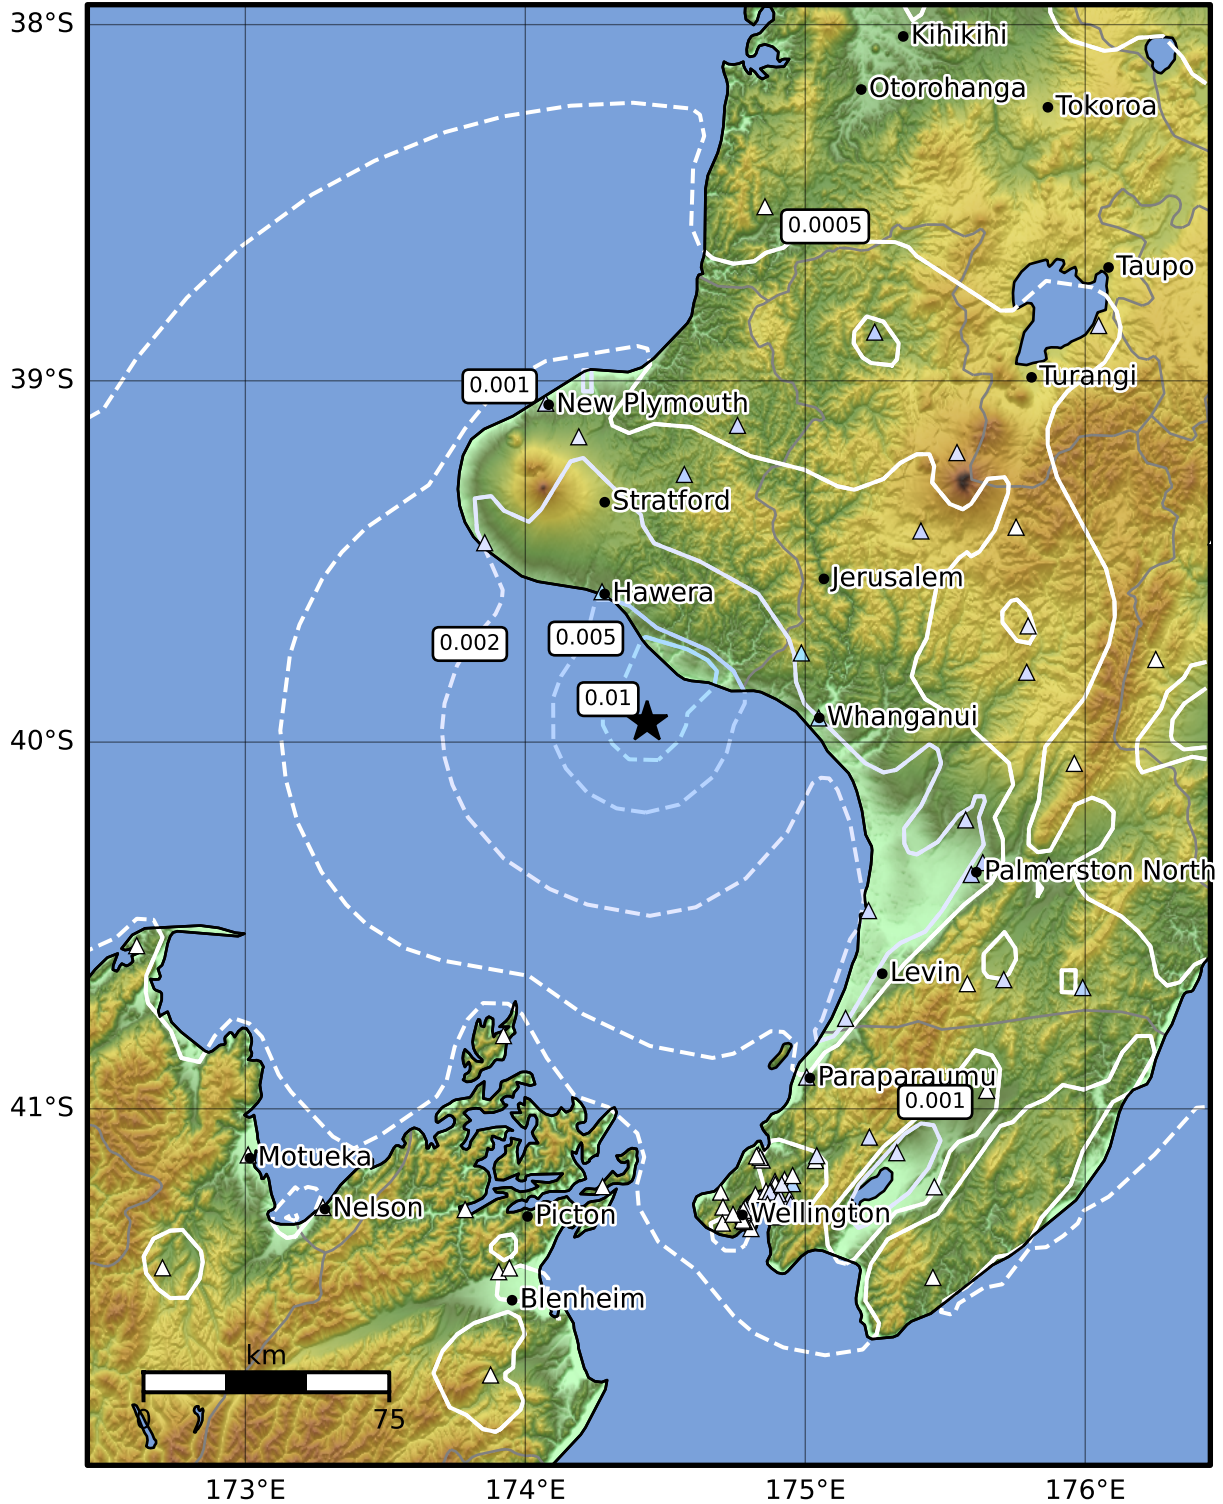 38°S
Kihikihi
Otorohanga
Tokoroa
0.0005
Taupo
39°S
0.001
Turangi
New Plymouth
Stratford
Jerusalem
Hawera
0.002
0.005
0.01
Whanganui
40°S
Palmerston North
Levin
Paraparaumu
0.001
41°S
Motueka
Nelson
Picton
Wellington
Blenheim
km
0
75
173°E
174°E
175°E
176°E